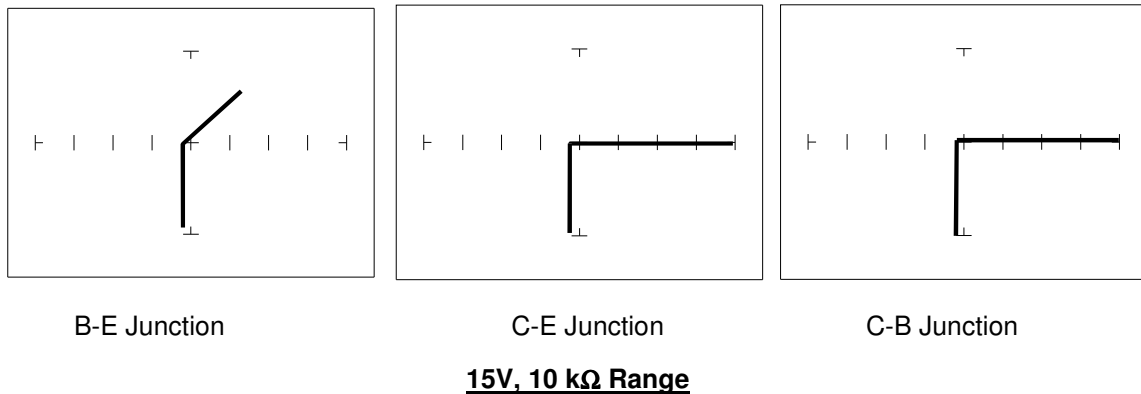 B-E Junction
C-E Junction
C-B Junction
15V, 10 kΩ Range